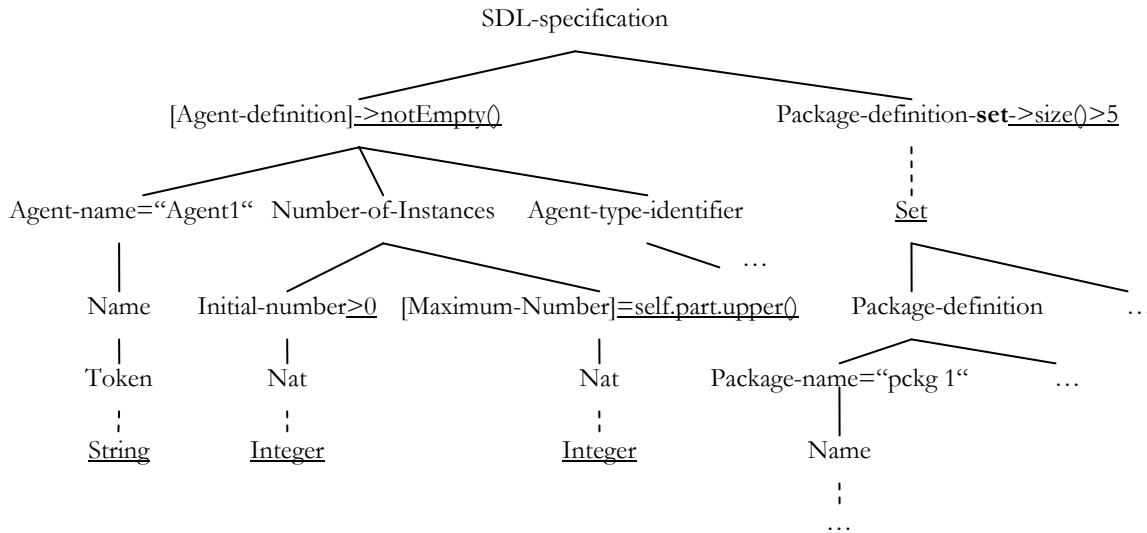 SDL-specification
[Agent-definition]->notEmpty() Package-definition-set->size()>5
Agent-name=“Agent1“ Number-of-Instances Agent-type-identifier Set
…
Name Initial-number>0 [Maximum-Number]=self.part.upper() Package-definition …
Token Nat Nat Package-name=“pckg 1“ …
String Integer Integer Name
…